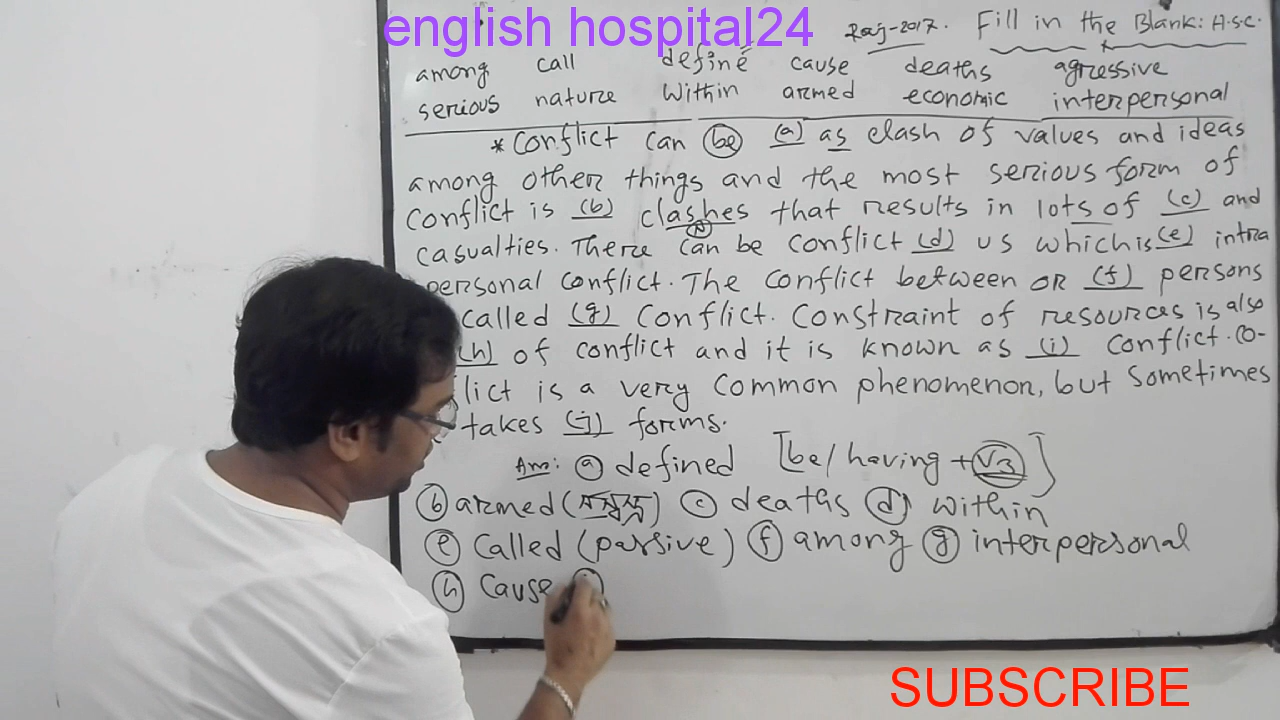 english hospital24
Raj-2017. Fill in the Blank: H.S.C.
among call define cause deaths agressive
serious nature within armed economic interpersonal
* Conflict can be (a) as clash of values and ideas
among other things and the most serious form of
conflict is (b) clashes that results in lots of (c) and
casualties. There can be conflict (d) us which is (e) intra
personal conflict. The conflict between or (f) persons
called (g) conflict. Constraint of resources is also
(h) of conflict and it is known as (i) conflict. Co-
lict is a very common phenomenon, but sometimes
takes (j) forms.
Ans: (a) defined [be/having + V3]
(b) armed (সশস্ত্র) (c) deaths (d) within
(e) called (passive) (f) among (g) interpersonal
(h) Cause
SUBSCRIBE